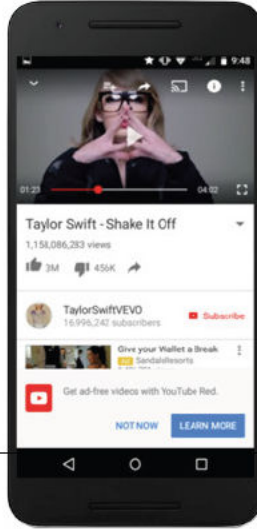 9:48
01:23
04:02
Taylor Swift - Shake It Off
1,151,086,283 views
3M 456K
TaylorSwiftVEVO
16,996,242 subscribers
Subscribe
Give your Wallet a Break
Ad SandalsResorts
Get ad-free videos with YouTube Red.
NOT NOW LEARN MORE